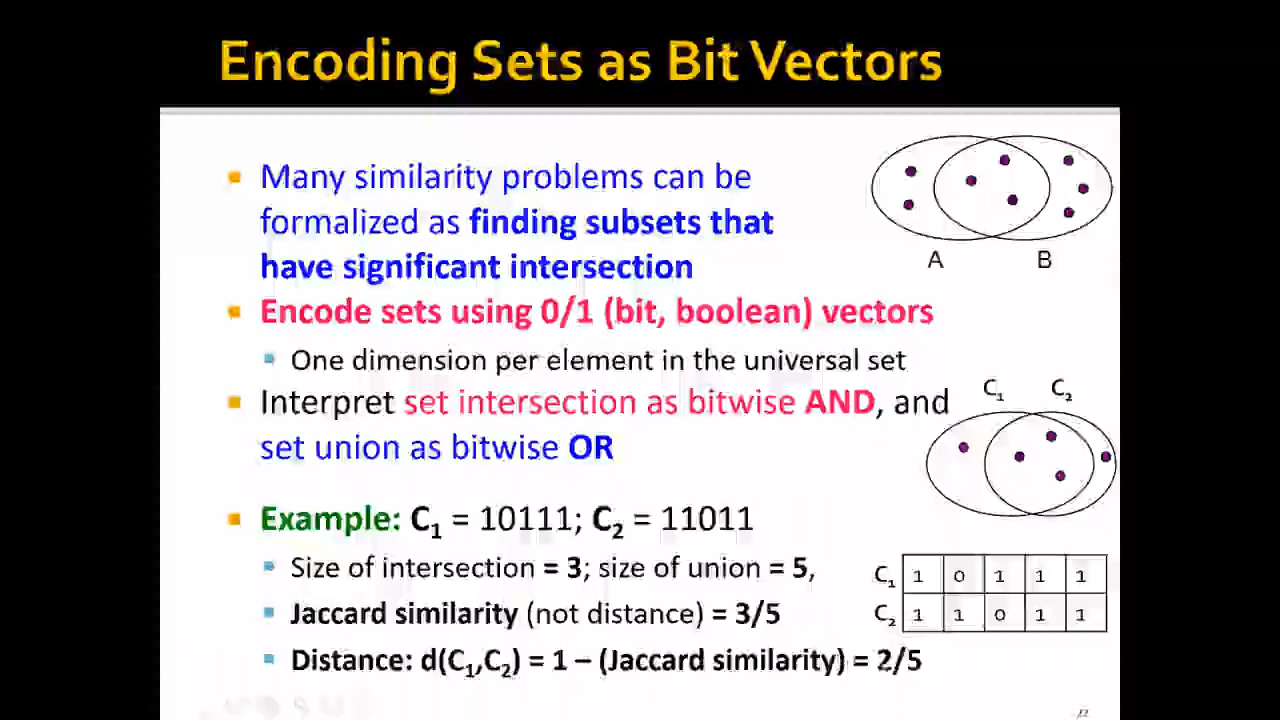 Encoding Sets as Bit Vectors
Many similarity problems can be
formalized as finding subsets that
have significant intersection
A B
Encode sets using 0/1 (bit, boolean) vectors
One dimension per element in the universal set
Interpret set intersection as bitwise AND, and
set union as bitwise OR
C₁ C₂
Example: C₁ = 10111; C₂ = 11011
Size of intersection = 3; size of union = 5,
Jaccard similarity (not distance) = 3/5
Distance: d(C₁,C₂) = 1 – (Jaccard similarity) = 2/5
C₁ 1 0 1 1 1
C₂ 1 1 0 1 1